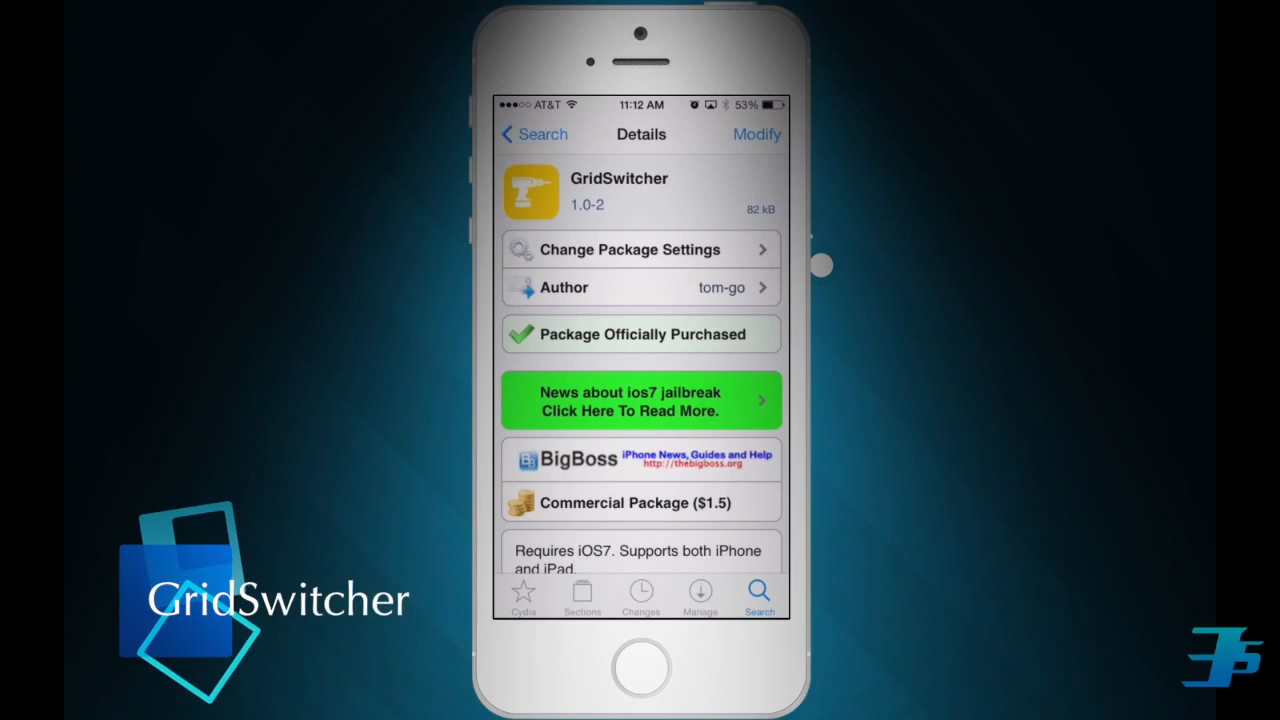 AT&T 11:12 AM 53%
Search Details Modify
GridSwitcher
1.0-2
82 kB
Change Package Settings
Author tom-go
Package Officially Purchased
News about ios7 jailbreak
Click Here To Read More.
BigBoss iPhone News, Guides and Help
http://thebigboss.org
Commercial Package ($1.5)
Requires iOS7. Supports both iPhone
and iPad.
Cydia Sections Changes Manage Search
GridSwitcher